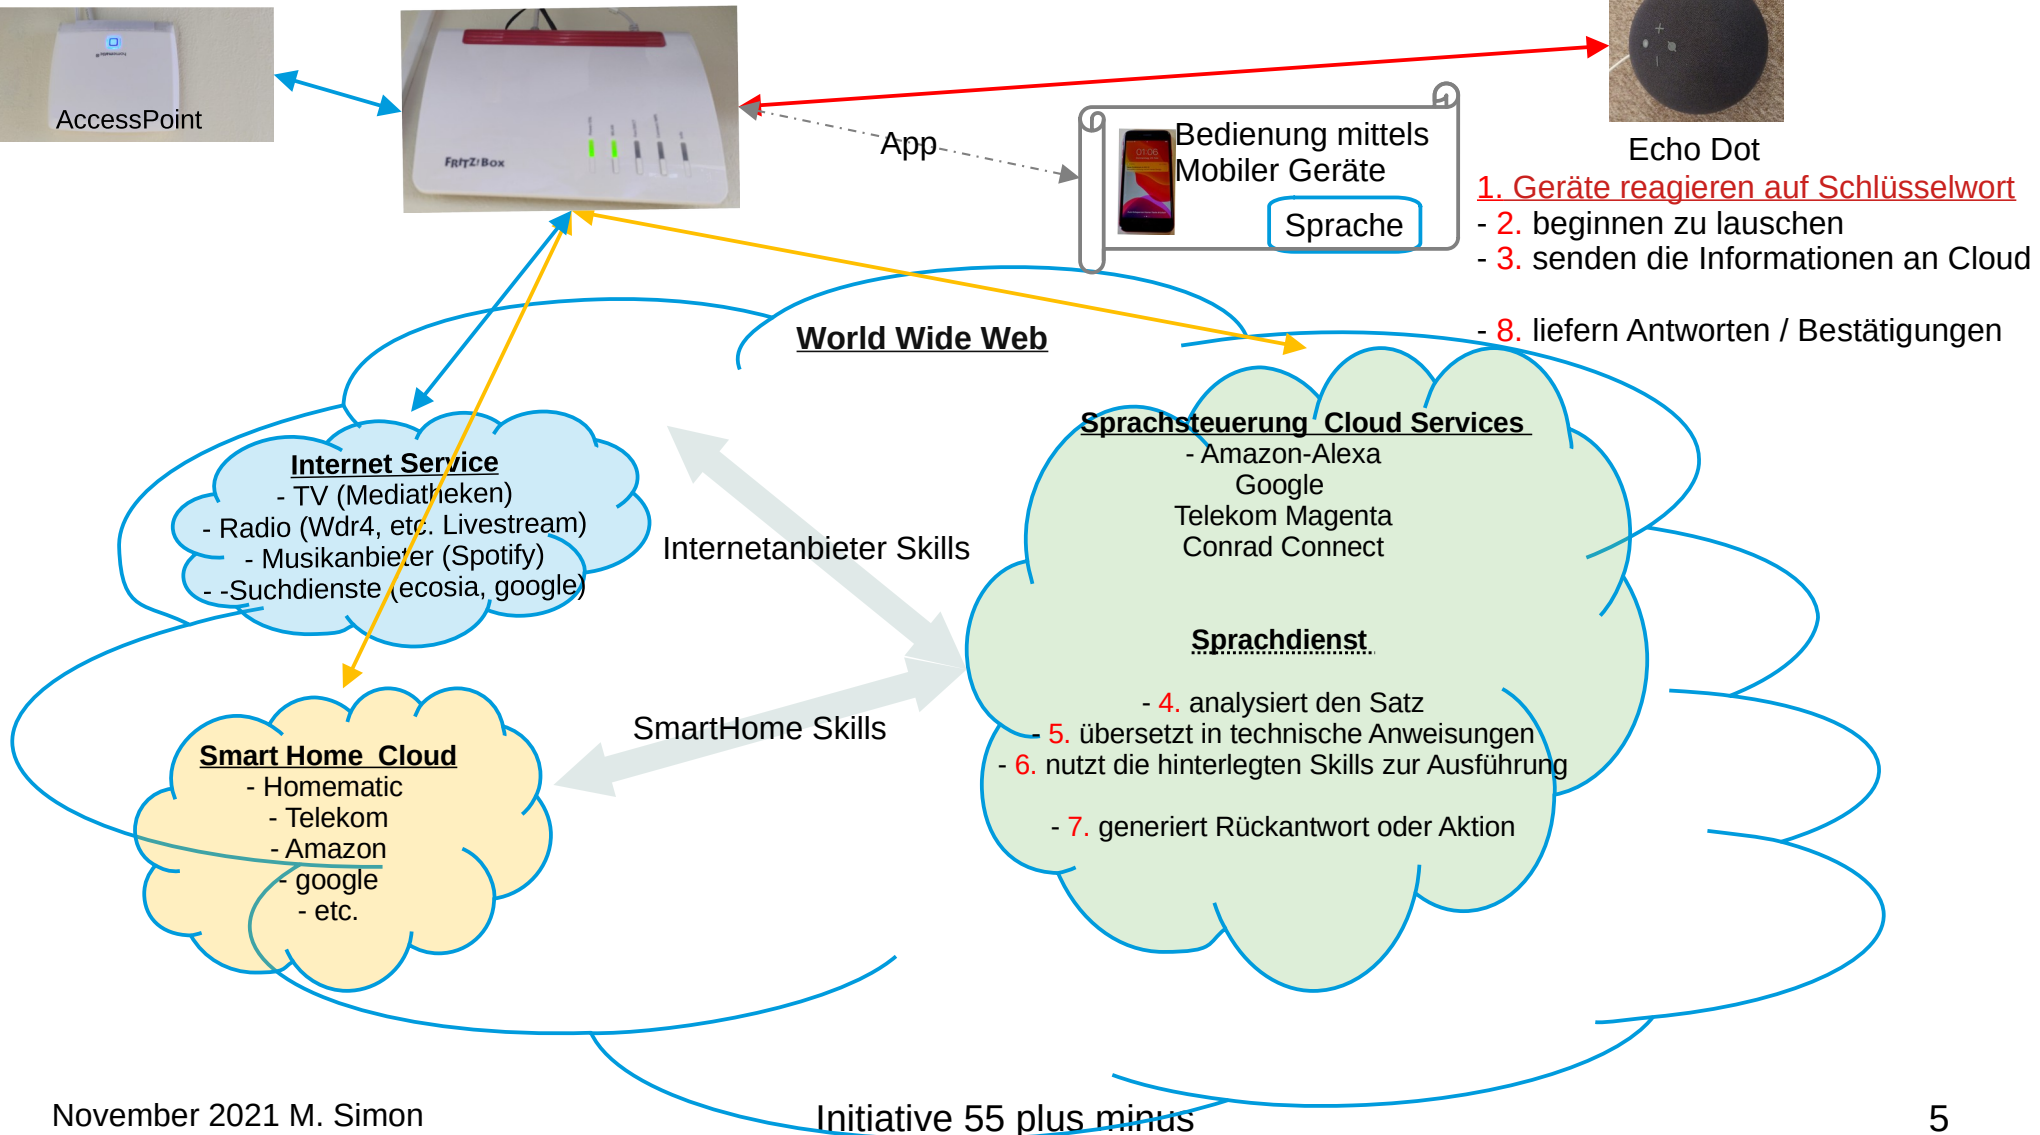 AccessPoint
FRITZ!Box
App
01:06
Bedienung mittels
Mobiler Geräte
Sprache
Echo Dot
1. Geräte reagieren auf Schlüsselwort
- 2. beginnen zu lauschen
- 3. senden die Informationen an Cloud
- 8. liefern Antworten / Bestätigungen
World Wide Web
Internet Service
- TV (Mediatheken)
- Radio (Wdr4, etc. Livestream)
- Musikanbieter (Spotify)
- -Suchdienste (ecosia, google)
Internetanbieter Skills
SmartHome Skills
Sprachsteuerung  Cloud Services
- Amazon-Alexa
Google
Telekom Magenta
Conrad Connect
Sprachdienst
- 4. analysiert den Satz
- 5. übersetzt in technische Anweisungen
- 6. nutzt die hinterlegten Skills zur Ausführung
- 7. generiert Rückantwort oder Aktion
Smart Home  Cloud
- Homematic
- Telekom
- Amazon
- google
- etc.
November 2021 M. Simon
Initiative 55 plus minus
5